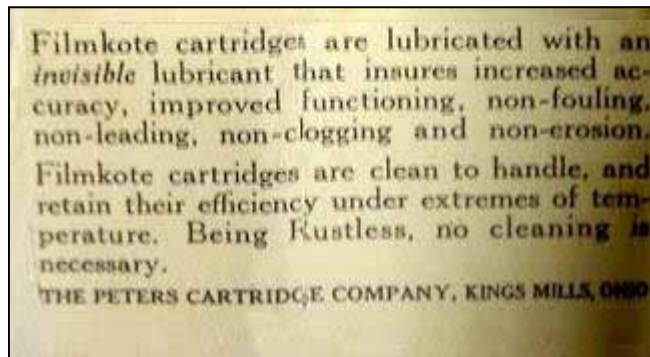 Filmkote cartridges are lubricated with an
invisible lubricant that insures increased ac-
curacy, improved functioning, non-fouling,
non-leading, non-clogging and non-erosion.
Filmkote cartridges are clean to handle, and
retain their efficiency under extremes of tem-
perature. Being Rustless, no cleaning is
necessary.
THE PETERS CARTRIDGE COMPANY, KINGS MILLS, OHIO